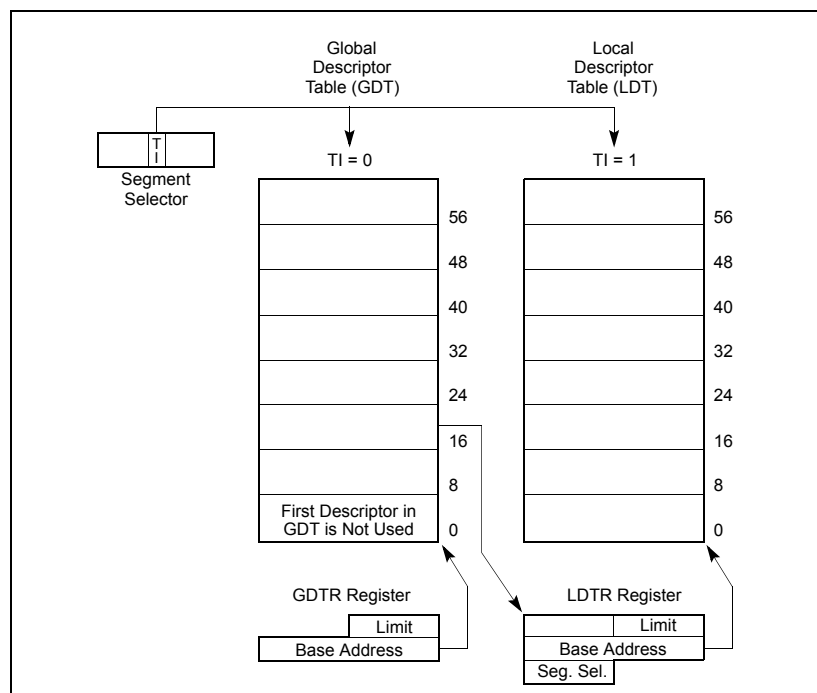 Global
Descriptor
Table (GDT)
Local
Descriptor
Table (LDT)
T
I
Segment
Selector
TI = 0
TI = 1
56
48
40
32
24
16
8
0
First Descriptor in
GDT is Not Used
56
48
40
32
24
16
8
0
GDTR Register
Limit
Base Address
LDTR Register
Limit
Base Address
Seg. Sel.